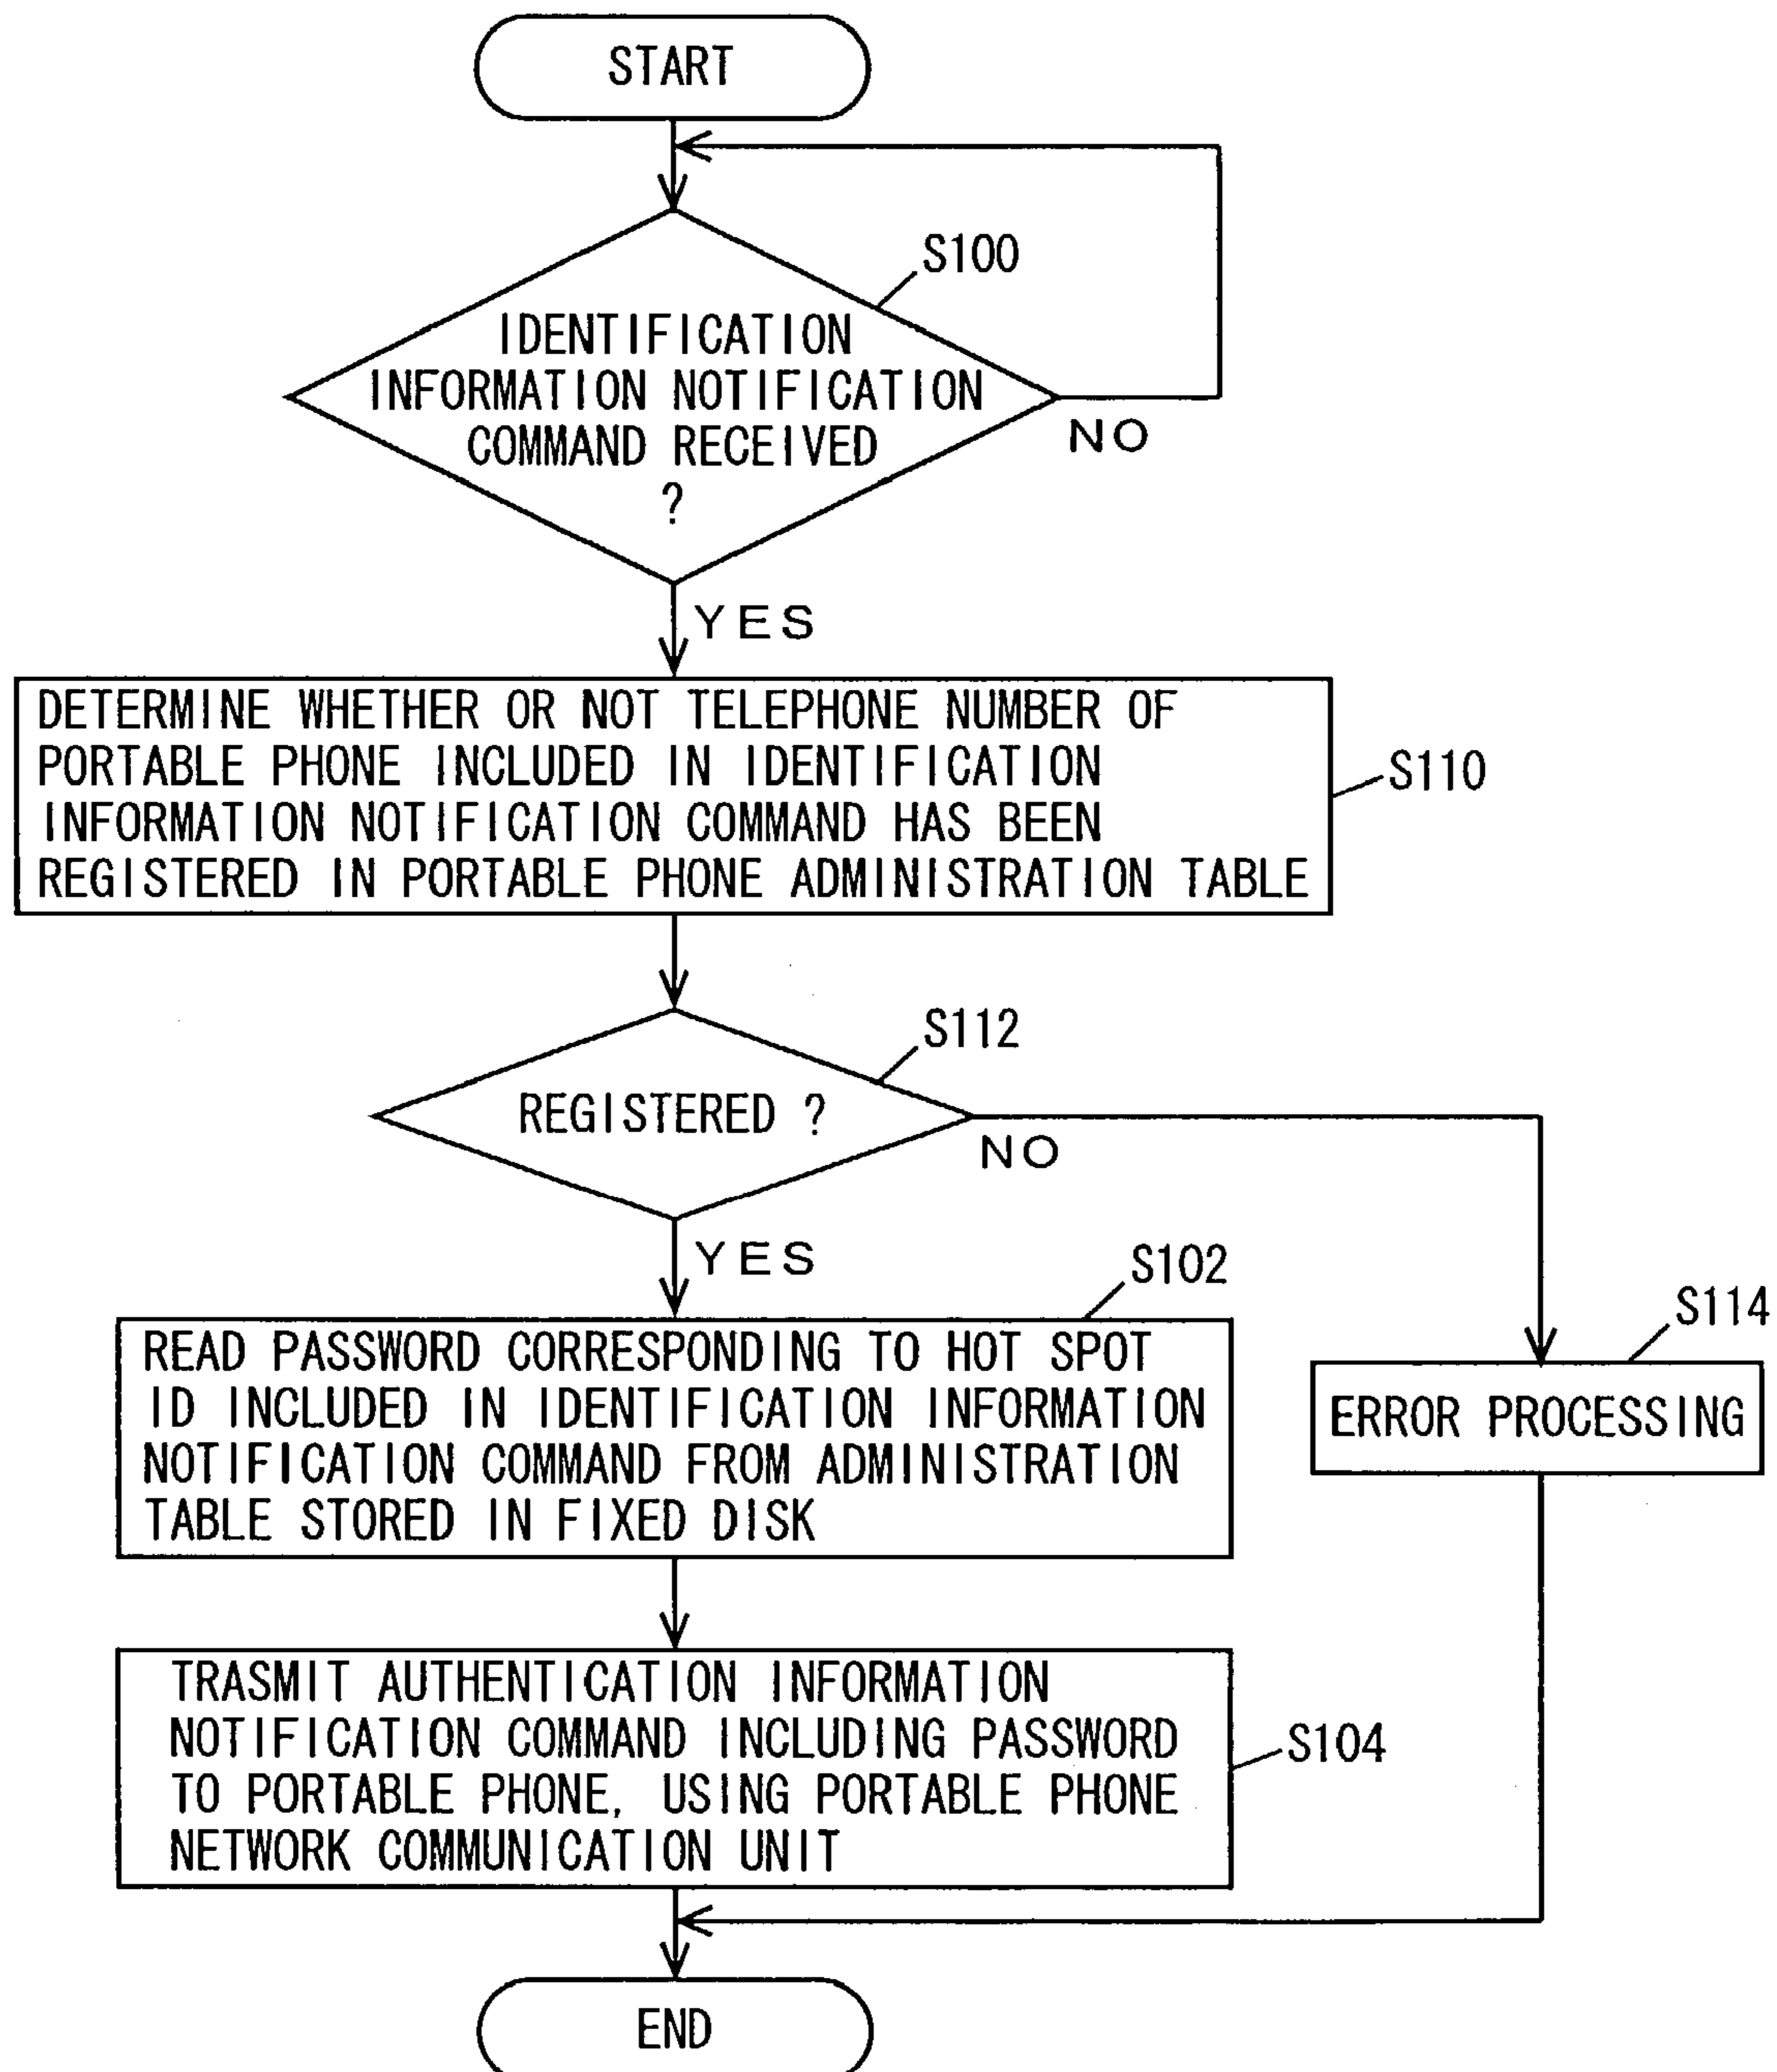 START
S100
IDENTIFICATION
INFORMATION NOTIFICATION
COMMAND RECEIVED
?
NO
YES
DETERMINE WHETHER OR NOT TELEPHONE NUMBER OF
PORTABLE PHONE INCLUDED IN IDENTIFICATION
INFORMATION NOTIFICATION COMMAND HAS BEEN
REGISTERED IN PORTABLE PHONE ADMINISTRATION TABLE
S110
S112
REGISTERED ?
NO
YES
S102
READ PASSWORD CORRESPONDING TO HOT SPOT
ID INCLUDED IN IDENTIFICATION INFORMATION
NOTIFICATION COMMAND FROM ADMINISTRATION
TABLE STORED IN FIXED DISK
S114
ERROR PROCESSING
TRASMIT AUTHENTICATION INFORMATION
NOTIFICATION COMMAND INCLUDING PASSWORD
TO PORTABLE PHONE, USING PORTABLE PHONE
NETWORK COMMUNICATION UNIT
S104
END